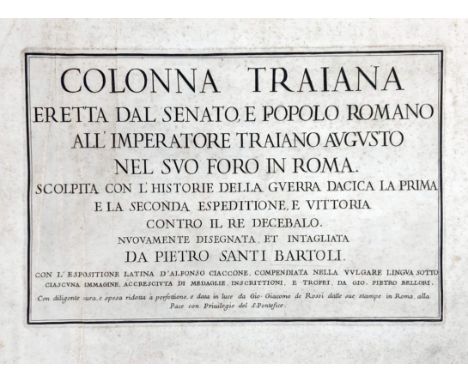 COLONNA TRAIANA
ERETTA DAL SENATO, E POPOLO ROMANO
ALL'IMPERATORE TRAIANO AVGVSTO
NEL SVO FORO IN ROMA.
SCOLPITA CON L'HISTORIE DELLA GVERRA DACICA LA PRIMA
E LA SECONDA ESPEDITIONE, E VITTORIA
CONTRO IL RE DECEBALO.
NVOVAMENTE DISEGNATA, ET INTAGLIATA
DA PIETRO SANTI BARTOLI.
CON L'ESPOSITIONE LATINA D'ALFONSO CIACCONE, COMPENDIATA NELLA VVLGARE LINGVA SOTTO
CIASCVNA IMMAGINE, ACCRESCIVTA DI MEDAGLIE, INSCRITTIONI, E TROFEI, DA GIO. PIETRO BELLORI.
Con diligente cura, e spesa ridotta à perfettione, e data in luce da Gio. Giacomo de Rossi dalle sue stampe in Roma, alla
Pace con Privilegio del S. Pontefice.